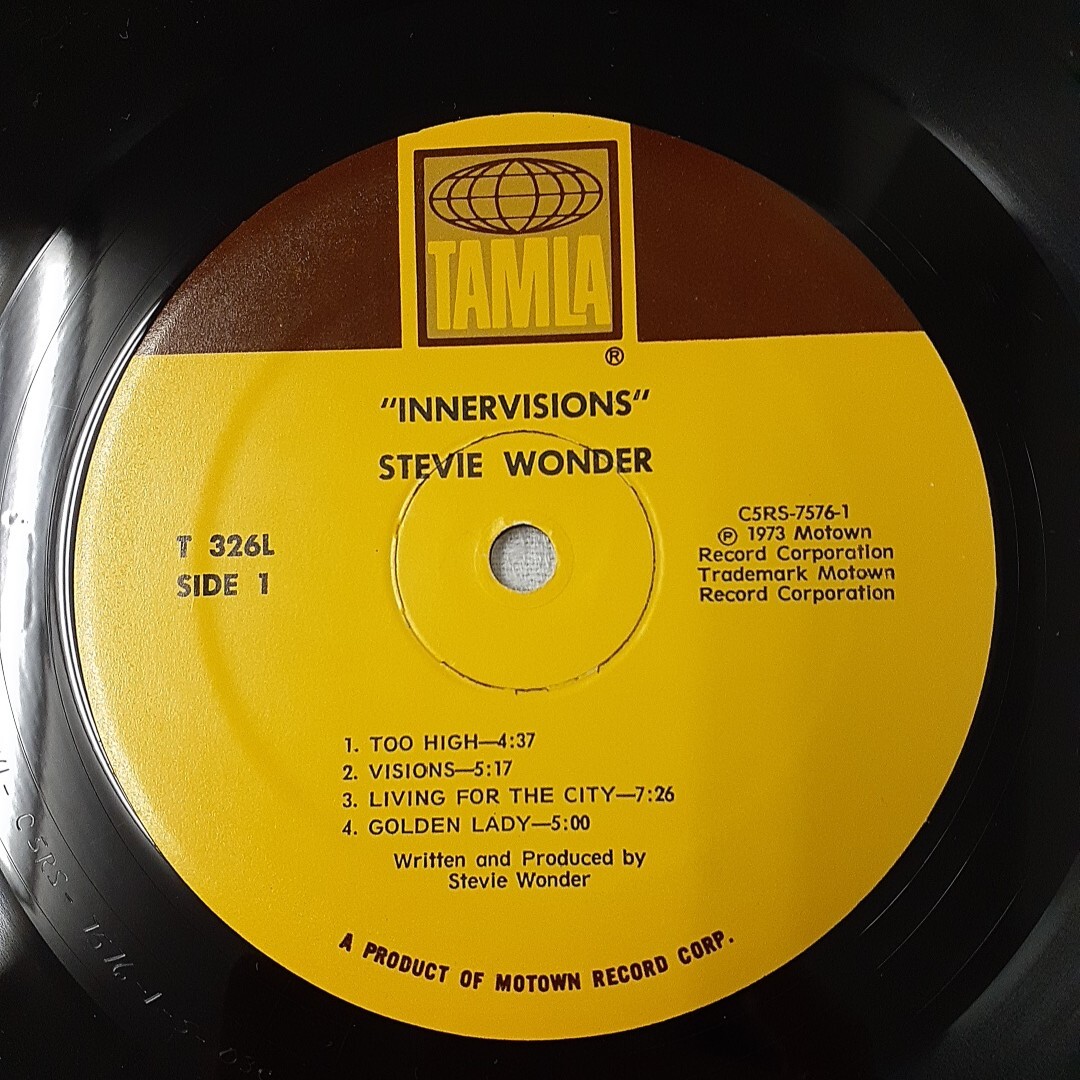 TAMLA
®
"INNERVISIONS"
STEVIE WONDER
T 326L
SIDE 1
C5RS-7576-1
℗ 1973 Motown
Record Corporation
Trademark Motown
Record Corporation
1. TOO HIGH—4:37
2. VISIONS—5:17
3. LIVING FOR THE CITY—7:26
4. GOLDEN LADY—5:00
Written and Produced by
Stevie Wonder
A PRODUCT OF MOTOWN RECORD CORP.
C5RS-